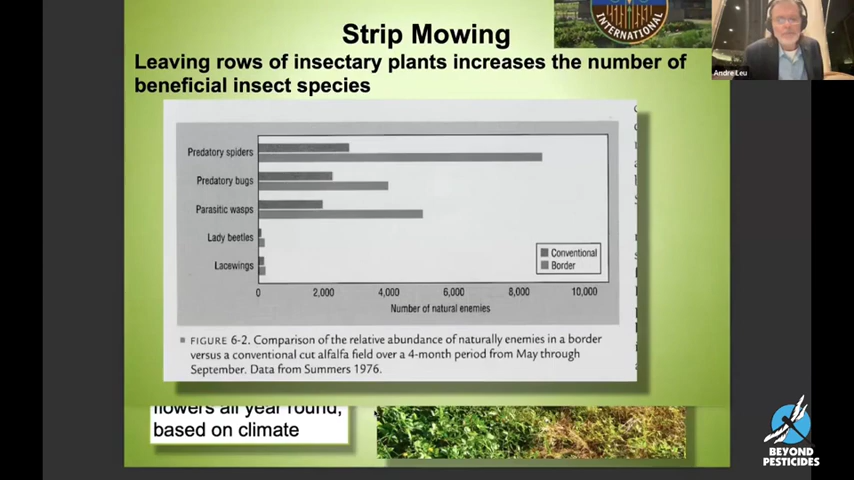 Strip Mowing
INTERNATIONAL
Andre Leu
Leaving rows of insectary plants increases the number of
beneficial insect species
Predatory spiders
Predatory bugs
Parasitic wasps
Lady beetles
Lacewings
Conventional
Border
0 2,000 4,000 6,000 8,000 10,000
Number of natural enemies
FIGURE 6-2. Comparison of the relative abundance of naturally enemies in a border
versus a conventional cut alfalfa field over a 4-month period from May through
September. Data from Summers 1976.
flowers all year round,
based on climate
BEYOND
PESTICIDES